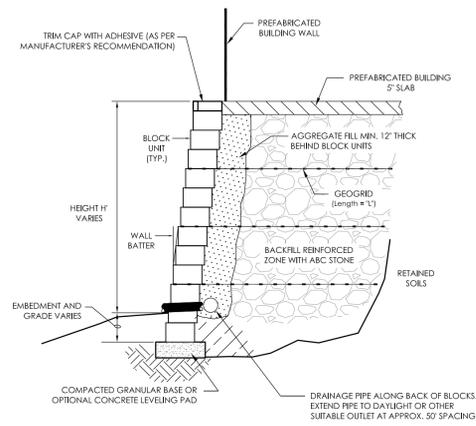 PREFABRICATED
BUILDING WALL
TRIM CAP WITH ADHESIVE (AS PER
MANUFACTURER'S RECOMMENDATION)
PREFABRICATED BUILDING
5" SLAB
BLOCK
UNIT
(TYP.)
AGGREGATE FILL MIN. 12" THICK
BEHIND BLOCK UNITS
GEOGRID
(Length = "L")
HEIGHT H'
VARIES
WALL
BATTER
BACKFILL REINFORCED
ZONE WITH ABC STONE
RETAINED
SOILS
EMBEDMENT AND
GRADE VARIES
COMPACTED GRANULAR BASE OR
OPTIONAL CONCRETE LEVELING PAD
DRAINAGE PIPE ALONG BACK OF BLOCKS.
EXTEND PIPE TO DAYLIGHT OR OTHER
SUITABLE OUTLET AT APPROX. 50' SPACING